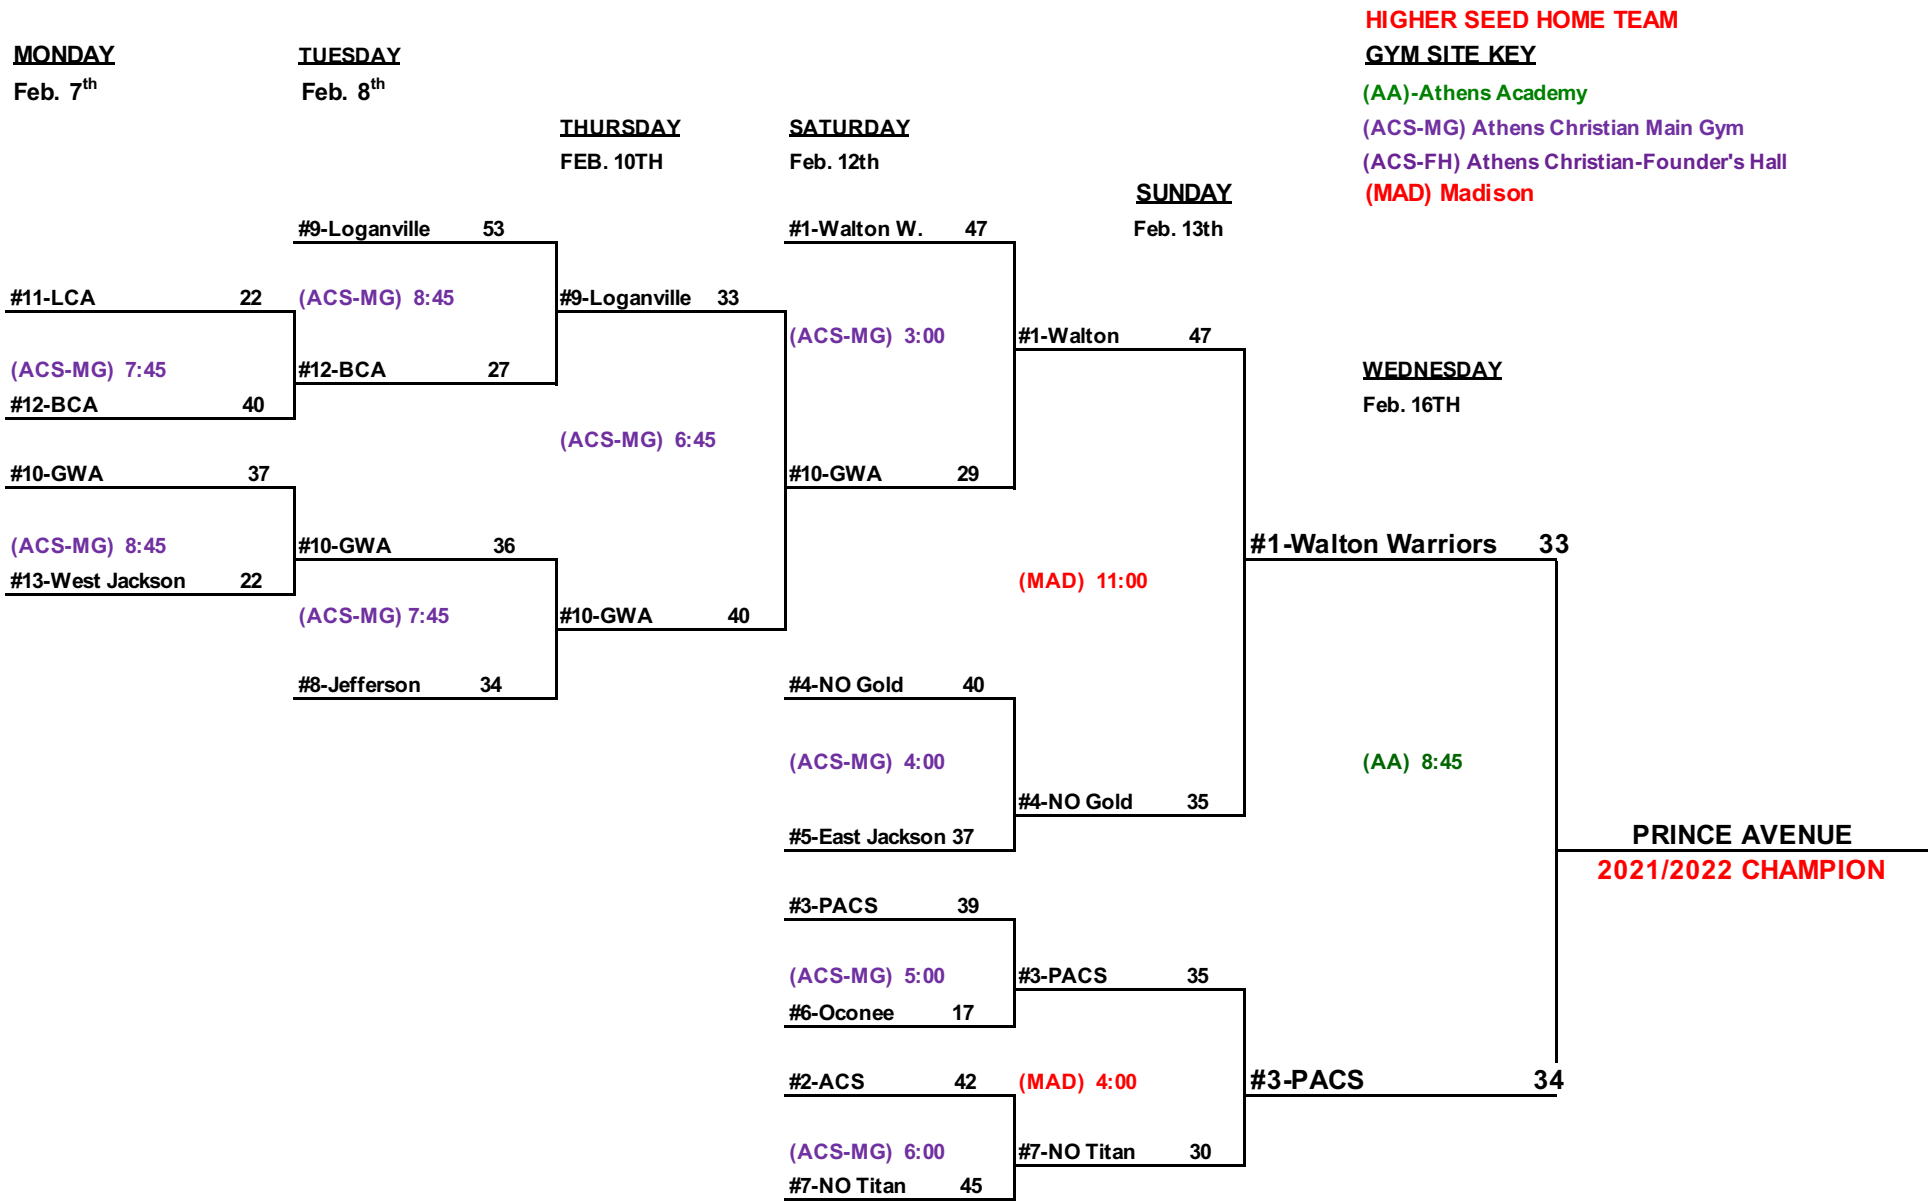 HIGHER SEED HOME TEAM
MONDAY TUESDAY GYM SITE KEY
Feb. 7th Feb. 8th (AA)-Athens Academy
THURSDAY SATURDAY (ACS-MG) Athens Christian Main Gym
FEB. 10TH Feb. 12th (ACS-FH) Athens Christian-Founder's Hall
SUNDAY (MAD) Madison
#9-Loganville 53 #1-Walton W. 47 Feb. 13th
#11-LCA 22 (ACS-MG) 8:45 #9-Loganville 33
(ACS-MG) 3:00 #1-Walton 47
(ACS-MG) 7:45 #12-BCA 27 WEDNESDAY
#12-BCA 40 Feb. 16TH
(ACS-MG) 6:45
#10-GWA 37 #10-GWA 29
(ACS-MG) 8:45 #10-GWA 36 #1-Walton Warriors 33
#13-West Jackson 22 (MAD) 11:00
(ACS-MG) 7:45 #10-GWA 40
#8-Jefferson 34 #4-NO Gold 40
(ACS-MG) 4:00 (AA) 8:45
#4-NO Gold 35
#5-East Jackson 37 PRINCE AVENUE
2021/2022 CHAMPION
#3-PACS 39
(ACS-MG) 5:00 #3-PACS 35
#6-Oconee 17
#2-ACS 42 (MAD) 4:00 #3-PACS 34
(ACS-MG) 6:00 #7-NO Titan 30
#7-NO Titan 45